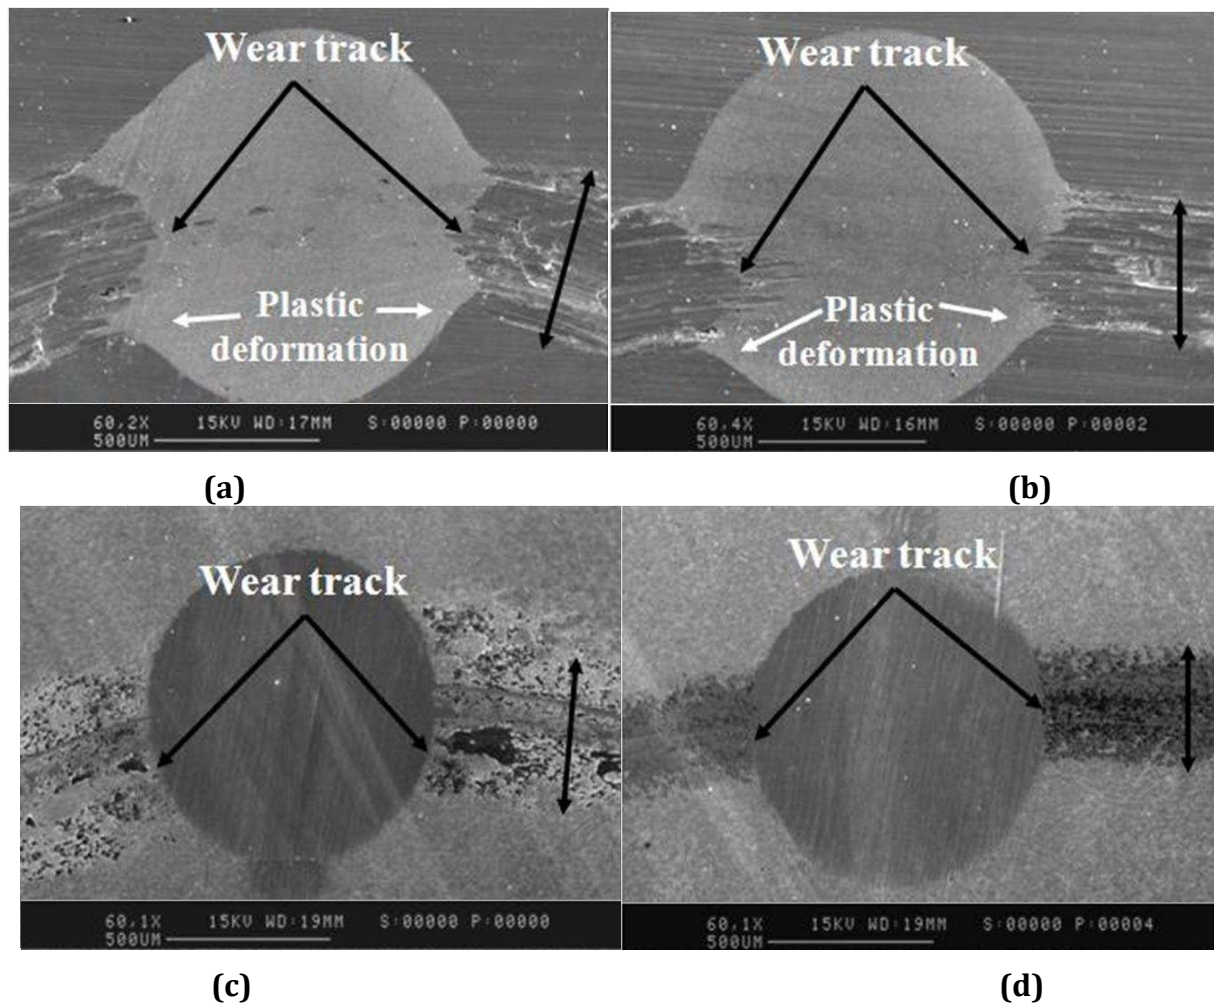 Wear track
Plastic
deformation
60.2X 15KV WD:17MM S:00000 P:00000
500UM
(a)
Wear track
Plastic
deformation
60.4X 15KV WD:16MM S:00000 P:00002
500UM
(b)
Wear track
60.1X 15KV WD:19MM S:00000 P:00000
500UM
(c)
Wear track
60.1X 15KV WD:19MM S:00000 P:00004
500UM
(d)